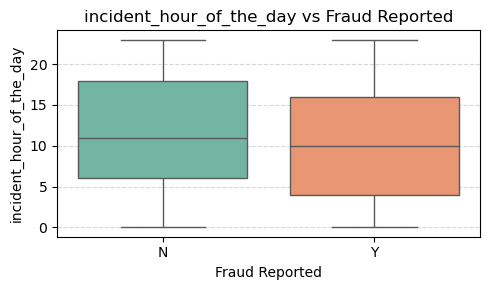 incident_hour_of_the_day vs Fraud Reported
incident_hour_of_the_day
20
15
10
5
0
N Y
Fraud Reported